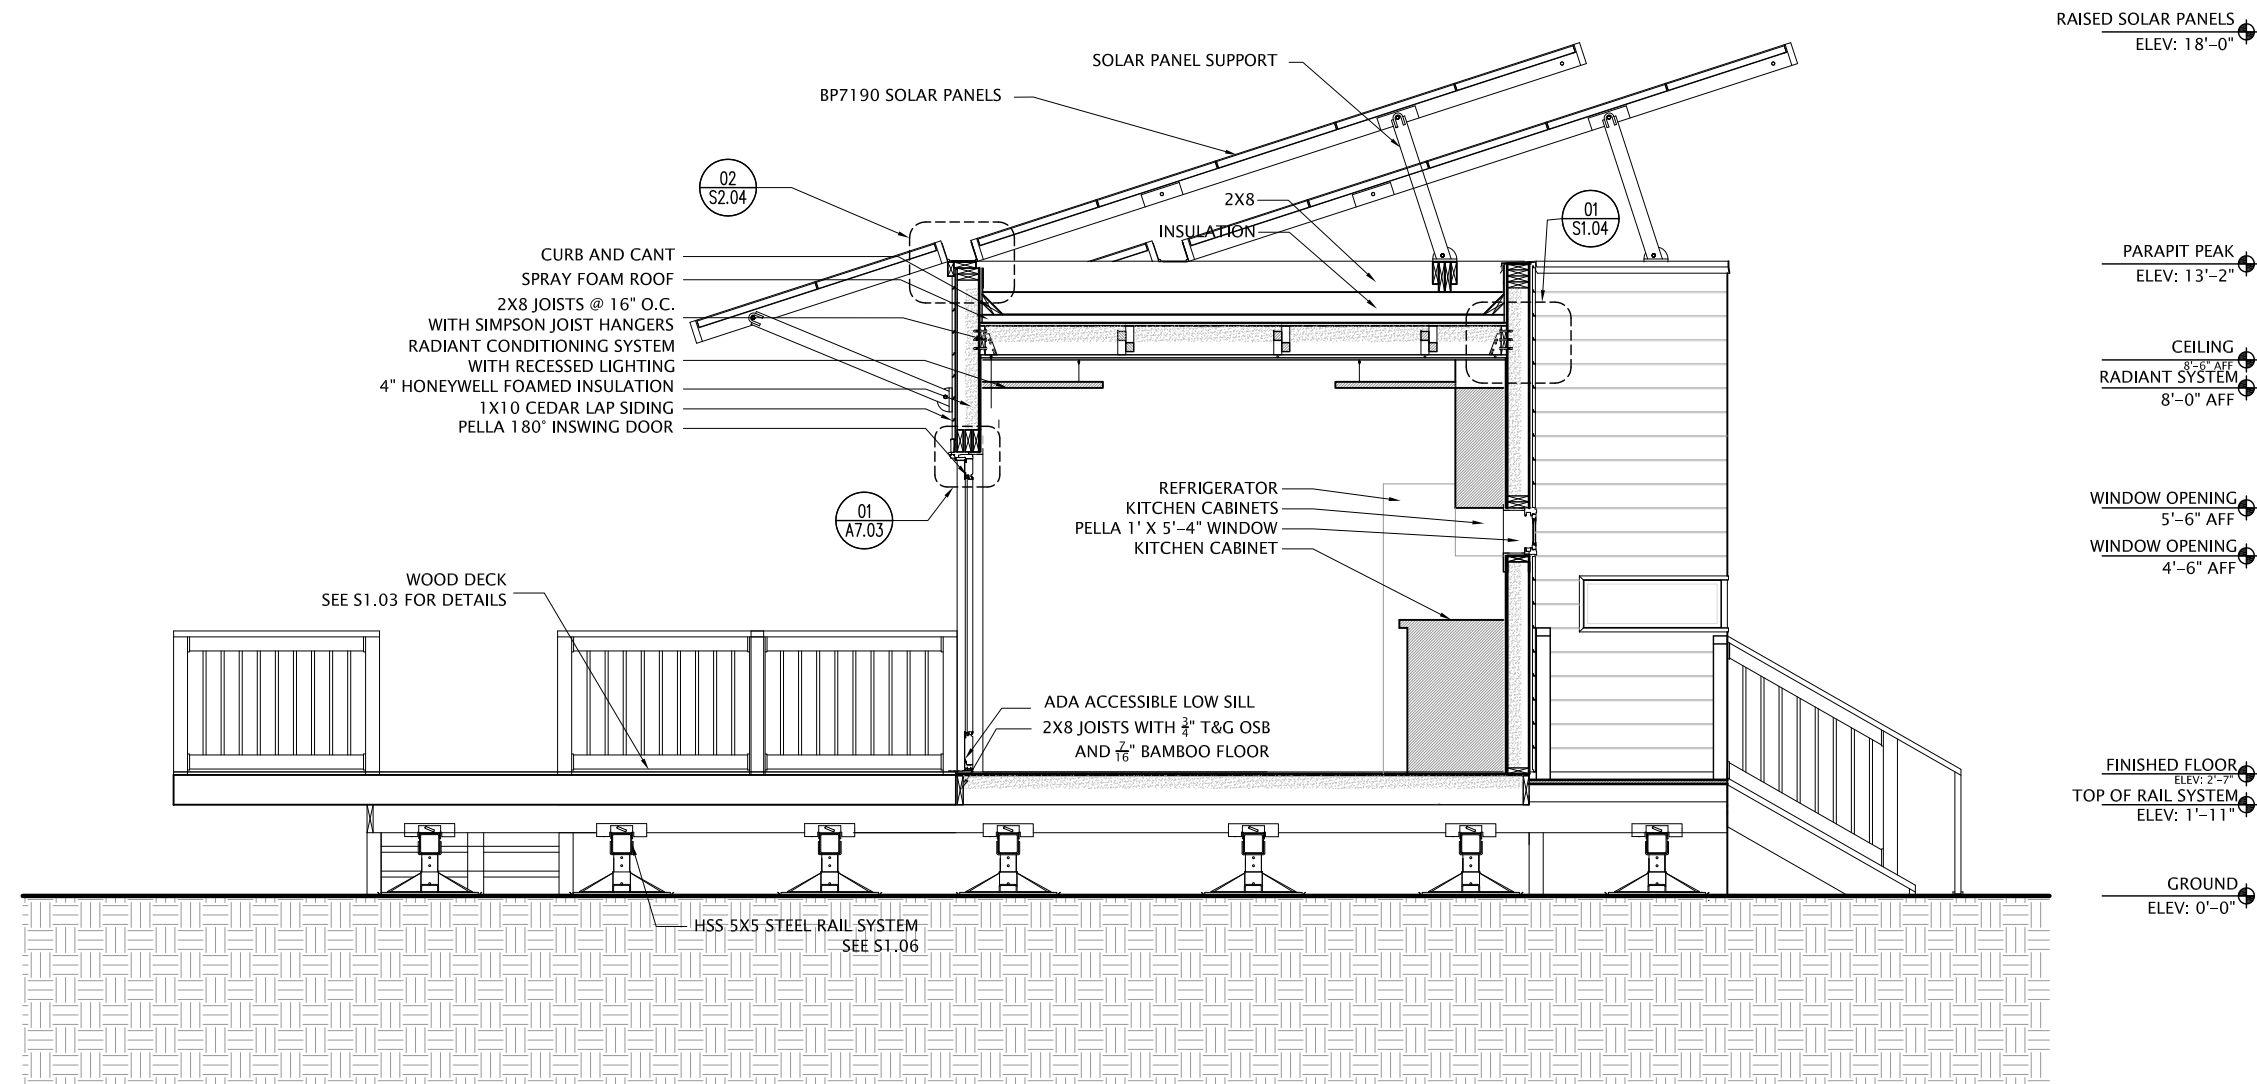 RAISED SOLAR PANELS
ELEV: 18'-0"
SOLAR PANEL SUPPORT
BP7190 SOLAR PANELS
02
S2.04
2X8
INSULATION
01
S1.04
CURB AND CANT
SPRAY FOAM ROOF
2X8 JOISTS @ 16" O.C.
WITH SIMPSON JOIST HANGERS
RADIANT CONDITIONING SYSTEM
WITH RECESSED LIGHTING
4" HONEYWELL FOAMED INSULATION
1X10 CEDAR LAP SIDING
PELLA 180° INSWING DOOR
PARAPIT PEAK
ELEV: 13'-2"
CEILING
8'-6" AFF
RADIANT SYSTEM
8'-0" AFF
01
A7.03
REFRIGERATOR
KITCHEN CABINETS
PELLA 1' X 5'-4" WINDOW
KITCHEN CABINET
WINDOW OPENING
5'-6" AFF
WINDOW OPENING
4'-6" AFF
WOOD DECK
SEE S1.03 FOR DETAILS
ADA ACCESSIBLE LOW SILL
2X8 JOISTS WITH 3/4" T&G OSB
AND 7/16" BAMBOO FLOOR
FINISHED FLOOR
ELEV: 2'-7"
TOP OF RAIL SYSTEM
ELEV: 1'-11"
GROUND
ELEV: 0'-0"
HSS 5X5 STEEL RAIL SYSTEM
SEE S1.06